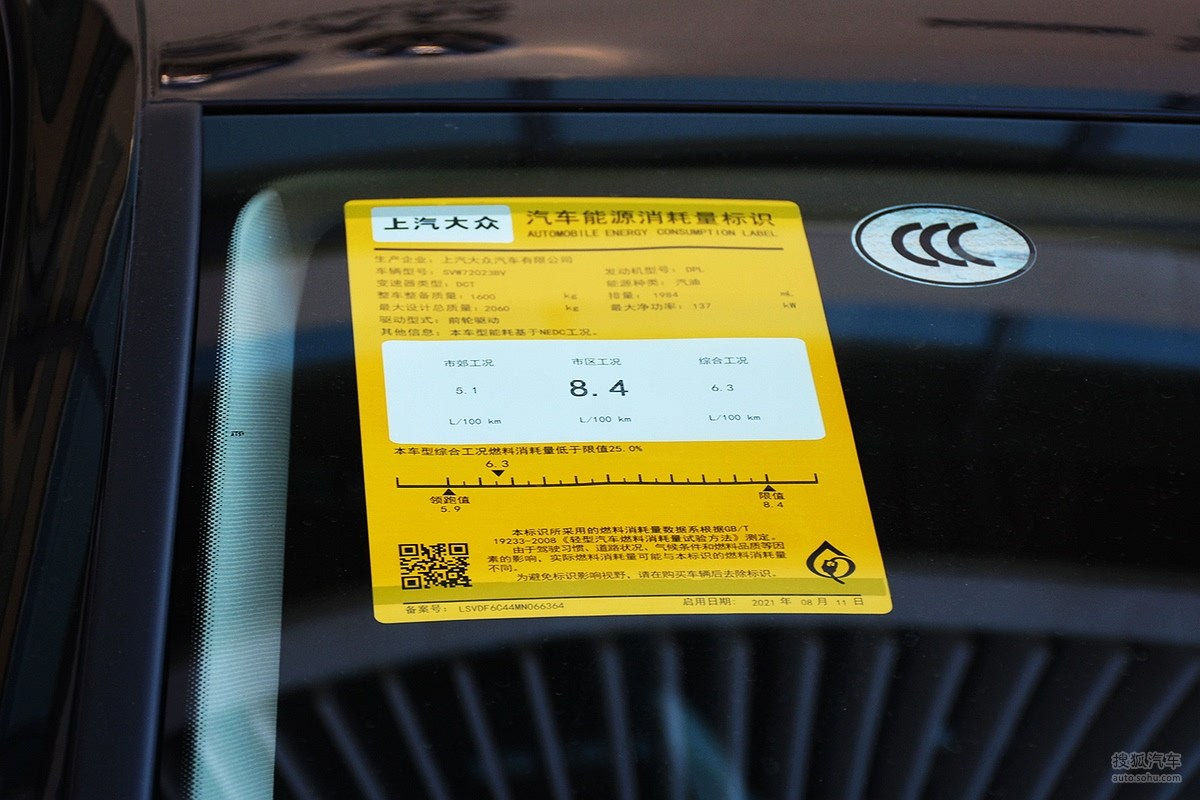 上汽大众
汽车能源消耗量标识
AUTOMOBILE ENERGY CONSUMPTION LABEL
生产企业：上汽大众汽车有限公司
车辆型号：SVW72023BV 发动机型号：DPL
变速器类型：DCT 能源种类：汽油
整车整备质量：1600 kg 排量：1984 mL
最大设计总质量：2060 kg 最大净功率：137 kW
驱动型式：前轮驱动
其他信息：本车型能耗基于NEDC工况。
市郊工况 市区工况 综合工况
5.1 8.4 6.3
L/100 km L/100 km L/100 km
本车型综合工况燃料消耗量低于限值25.0%
6.3
领跑值 限值
5.9 8.4
本标识所采用的燃料消耗量数据系根据GB/T
19233-2008《轻型汽车燃料消耗量试验方法》测定。
由于驾驶习惯、道路状况、气候条件和燃料品质等因
素的影响，实际燃料消耗量可能与本标识的燃料消耗量
不同。
为避免标识影响视野，请在购买车辆后去除标识。
备案号：LSVDF6C44MN066364 启用日期：2021 年 08 月 11 日
CCC
搜狐汽车
auto.sohu.com